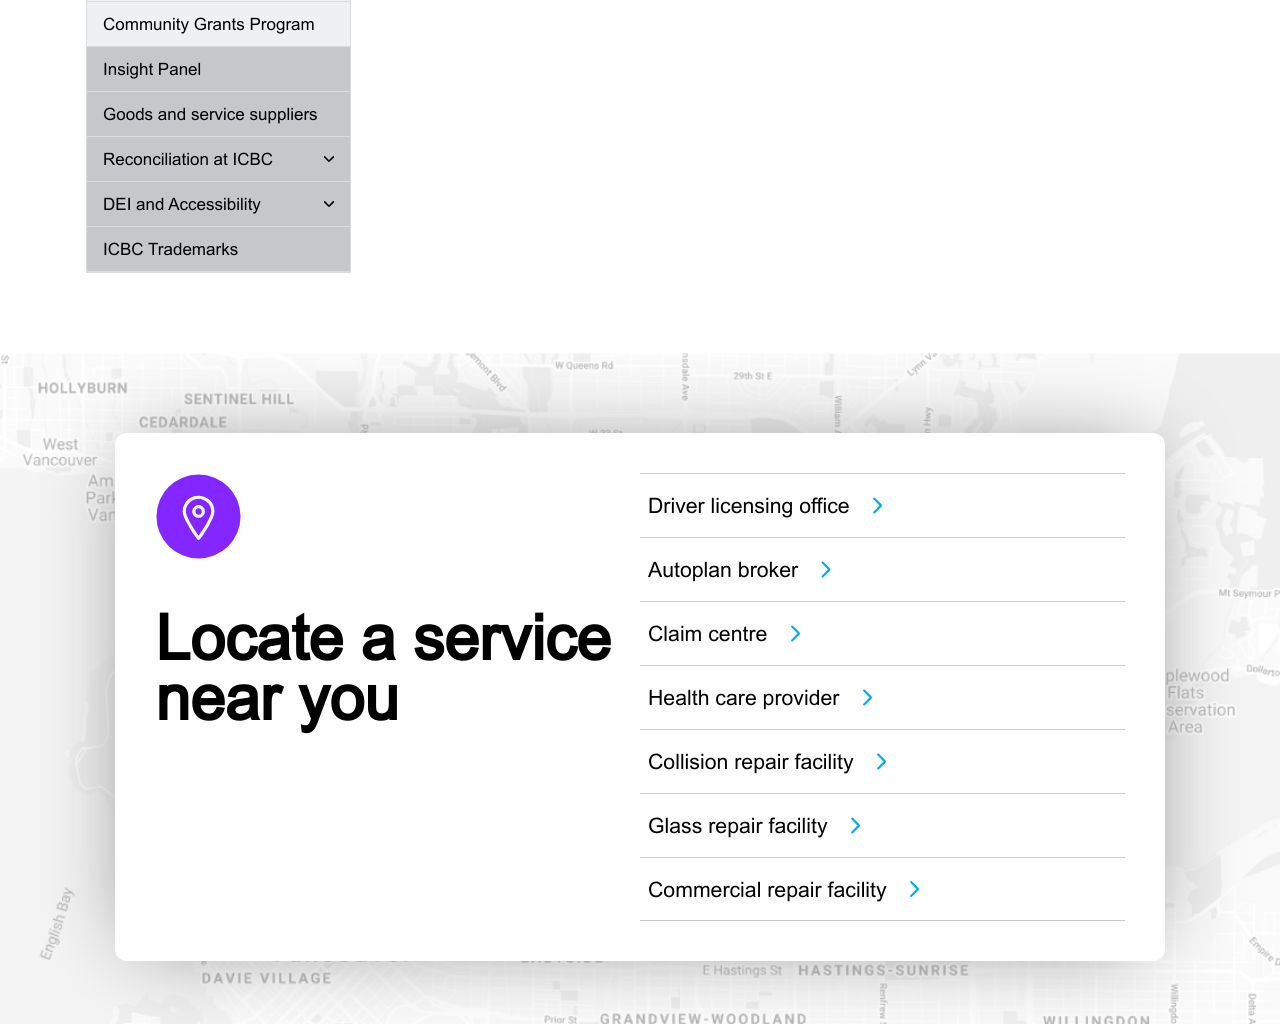 Community Grants Program
Insight Panel
Goods and service suppliers
Reconciliation at ICBC
DEI and Accessibility
ICBC Trademarks
W Queens Rd
29th St E
HOLLYBURN
SENTINEL HILL
CEDARDALE
West
Vancouver
Locate a service
near you
Driver licensing office
Autoplan broker
Claim centre
Health care provider
Collision repair facility
Glass repair facility
Commercial repair facility
Mt Seymour P
plewood
Flats
servation
Area
English Bay
DAVIE VILLAGE
E Hastings St
HASTINGS-SUNRISE
Prior St
GRANDVIEW-WOODLAND
WILLINGDON